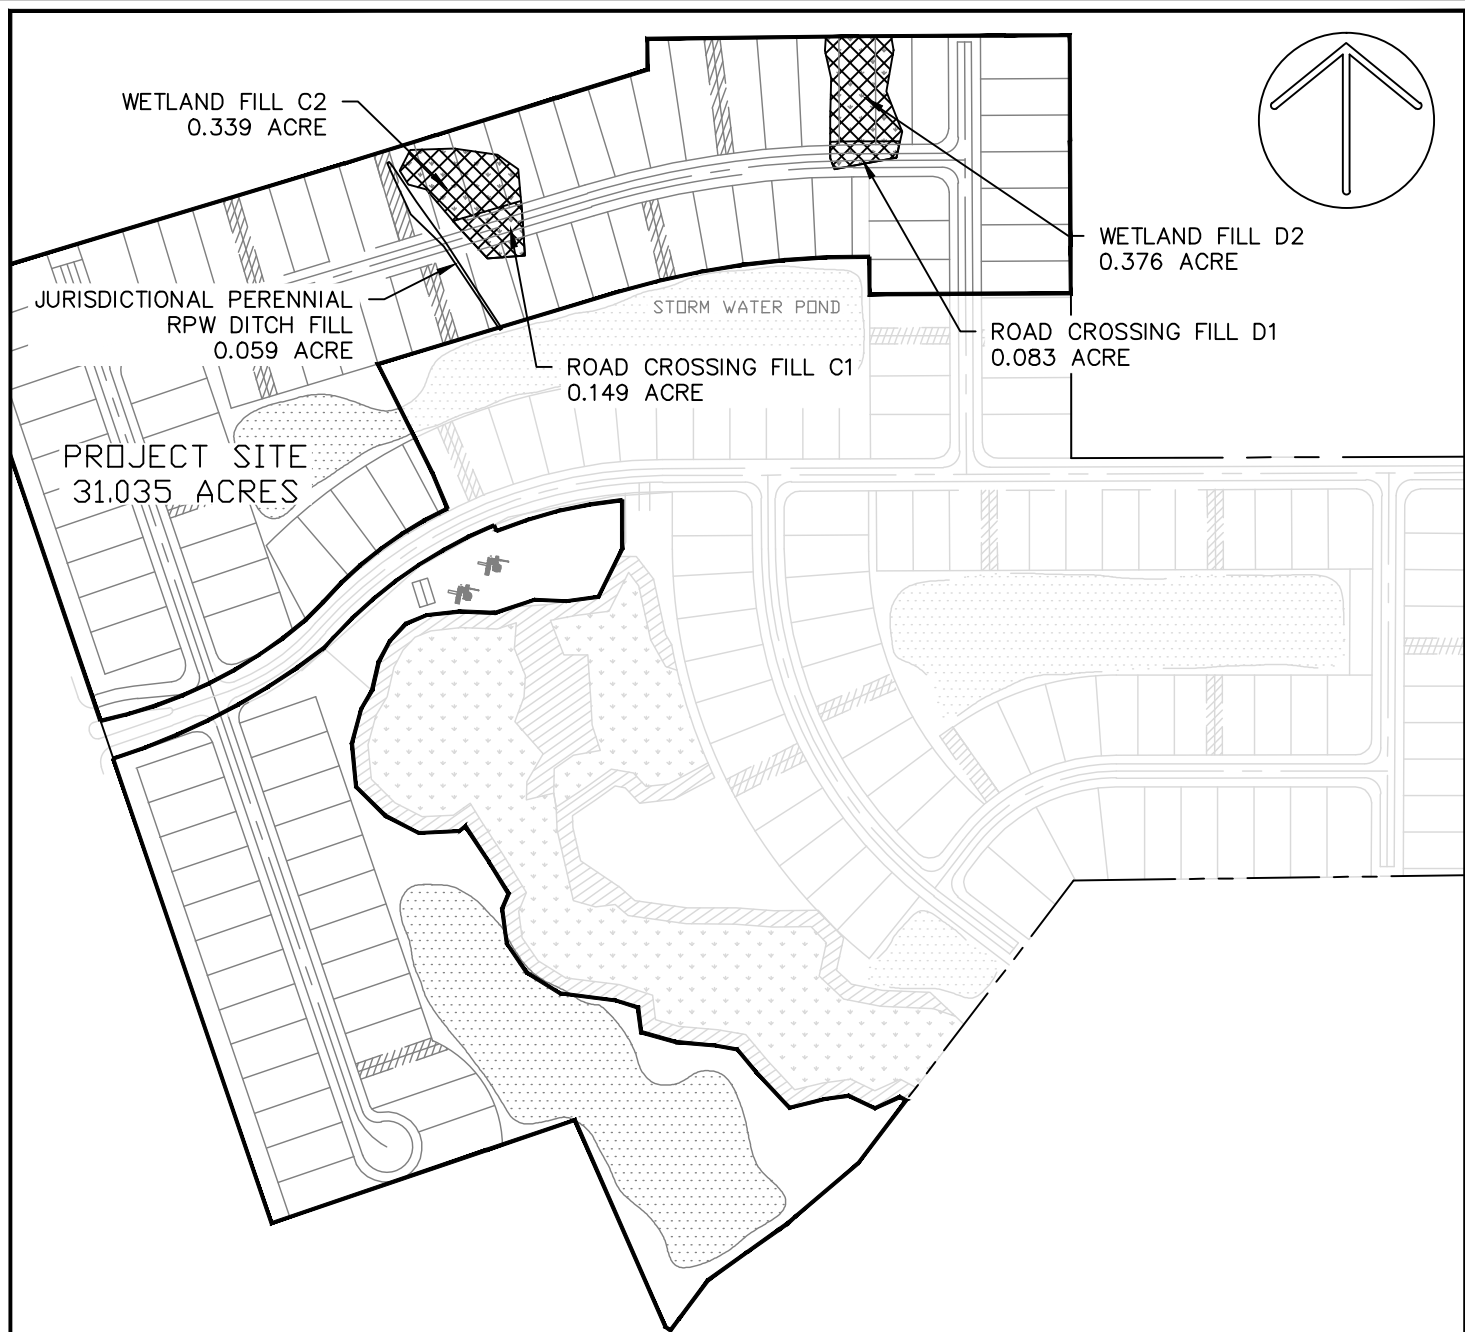 WETLAND FILL C2
0.339 ACRE
WETLAND FILL D2
0.376 ACRE
JURISDICTIONAL PERENNIAL
RPW DITCH FILL
0.059 ACRE
STORM WATER POND
ROAD CROSSING FILL D1
0.083 ACRE
ROAD CROSSING FILL C1
0.149 ACRE
PROJECT SITE
31.035 ACRES